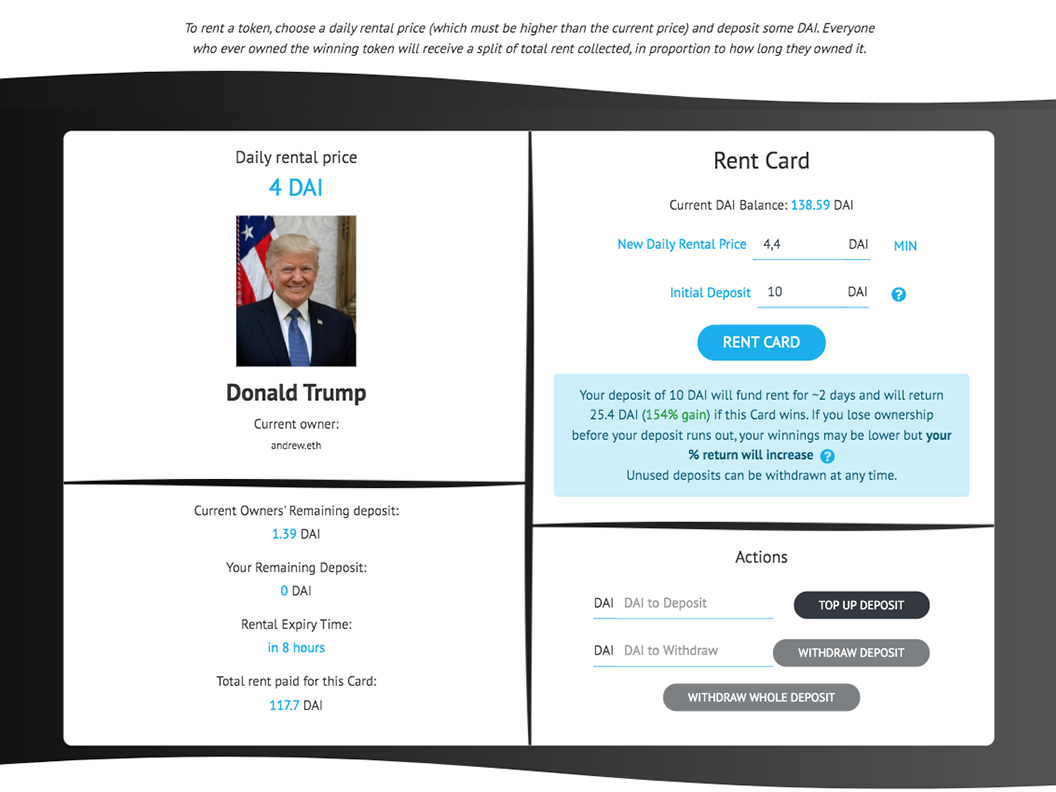 To rent a token, choose a daily rental price (which must be higher than the current price) and deposit some DAI. Everyone
who ever owned the winning token will receive a split of total rent collected, in proportion to how long they owned it.
Daily rental price
4 DAI
Donald Trump
Current owner:
andrew.eth
Current Owners' Remaining deposit:
1.39 DAI
Your Remaining Deposit:
0 DAI
Rental Expiry Time:
in 8 hours
Total rent paid for this Card:
117.7 DAI
Rent Card
Current DAI Balance: 138.59 DAI
New Daily Rental Price 4,4 DAI MIN
Initial Deposit 10 DAI ?
RENT CARD
Your deposit of 10 DAI will fund rent for ~2 days and will return
25.4 DAI (154% gain) if this Card wins. If you lose ownership
before your deposit runs out, your winnings may be lower but your
% return will increase ?
Unused deposits can be withdrawn at any time.
Actions
DAI DAI to Deposit TOP UP DEPOSIT
DAI DAI to Withdraw WITHDRAW DEPOSIT
WITHDRAW WHOLE DEPOSIT